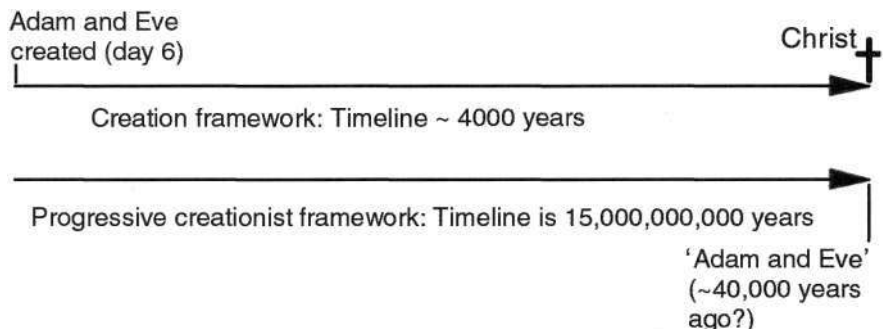 Adam and Eve
created (day 6)
Christ
Creation framework: Timeline ~ 4000 years
Progressive creationist framework: Timeline is 15,000,000,000 years
‘Adam and Eve’
(~40,000 years
ago?)